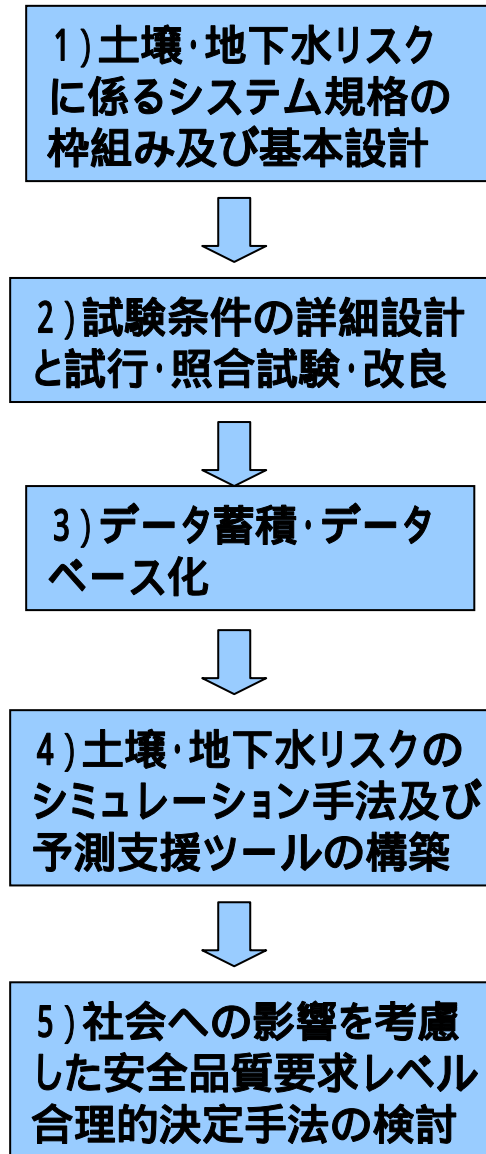 1)土壌･地下水リスク
に係るシステム規格の
枠組み及び基本設計
2)試験条件の詳細設計
と試行･照合試験･改良
3)データ蓄積･データ
ベース化
4)土壌･地下水リスクの
シミュレーション手法及び
予測支援ツールの構築
5)社会への影響を考慮
した安全品質要求レベル
合理的決定手法の検討